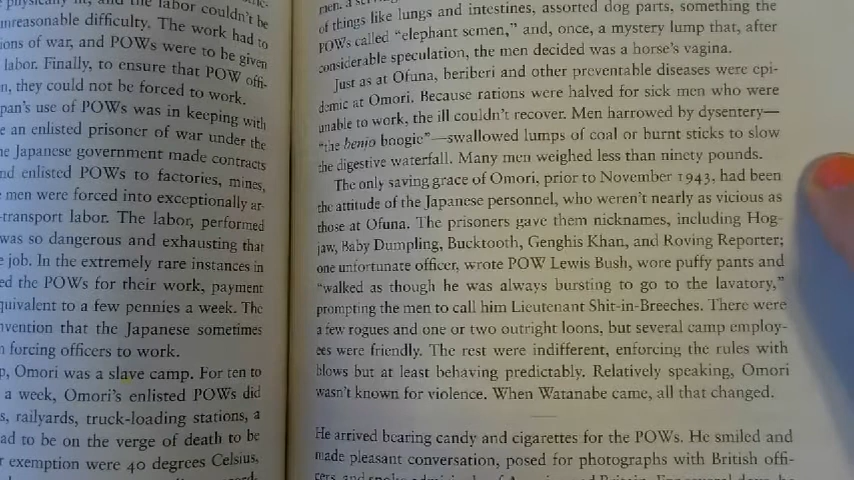 physically fit, and the labor couldn't be
unreasonable difficulty. The work had to
ions of war, and POWs were to be given
labor. Finally, to ensure that POW offi-
n, they could not be forced to work.
pan's use of POWs was in keeping with
e an enlisted prisoner of war under the
he Japanese government made contracts
nd enlisted POWs to factories, mines,
men were forced into exceptionally ar-
-transport labor. The labor, performed
was so dangerous and exhausting that
e job. In the extremely rare instances in
ed the POWs for their work, payment
quivalent to a few pennies a week. The
nvention that the Japanese sometimes
n forcing officers to work.
p, Omori was a slave camp. For ten to
a week, Omori's enlisted POWs did
s, railyards, truck-loading stations, a
ad to be on the verge of death to be
r exemption were 40 degrees Celsius,
of things like lungs and intestines, assorted dog parts, something the
POWs called "elephant semen," and, once, a mystery lump that, after
considerable speculation, the men decided was a horse's vagina.
Just as at Ofuna, beriberi and other preventable diseases were epi-
demic at Omori. Because rations were halved for sick men who were
unable to work, the ill couldn't recover. Men harrowed by dysentery—
"the benjo boogie"—swallowed lumps of coal or burnt sticks to slow
the digestive waterfall. Many men weighed less than ninety pounds.
The only saving grace of Omori, prior to November 1943, had been
the attitude of the Japanese personnel, who weren't nearly as vicious as
those at Ofuna. The prisoners gave them nicknames, including Hog-
jaw, Baby Dumpling, Bucktooth, Genghis Khan, and Roving Reporter;
one unfortunate officer, wrote POW Lewis Bush, wore puffy pants and
"walked as though he was always bursting to go to the lavatory,"
prompting the men to call him Lieutenant Shit-in-Breeches. There were
a few rogues and one or two outright loons, but several camp employ-
ees were friendly. The rest were indifferent, enforcing the rules with
blows but at least behaving predictably. Relatively speaking, Omori
wasn't known for violence. When Watanabe came, all that changed.
He arrived bearing candy and cigarettes for the POWs. He smiled and
made pleasant conversation, posed for photographs with British offi-